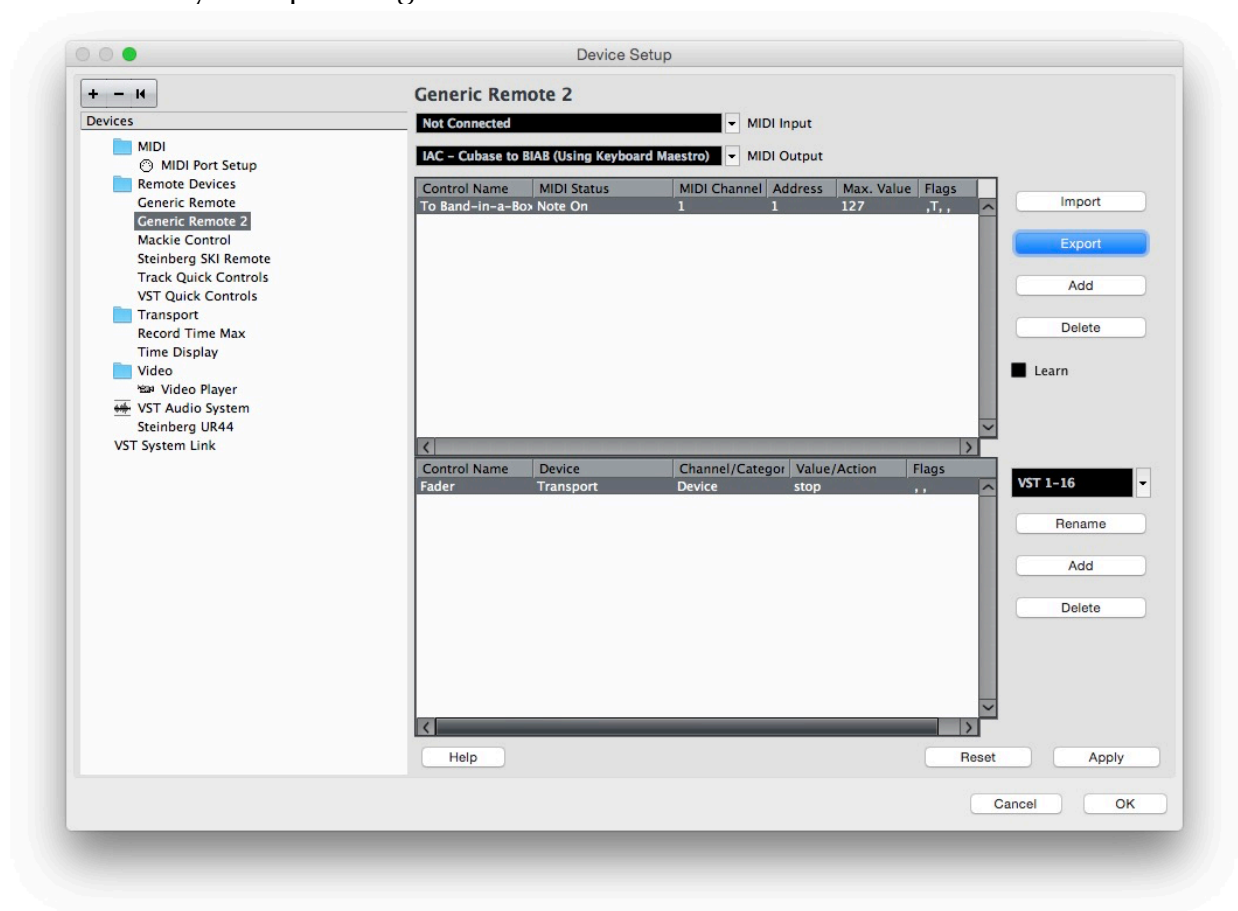 Device Setup
+ - I◀
Devices
MIDI
MIDI Port Setup
Remote Devices
Generic Remote
Generic Remote 2
Mackie Control
Steinberg SKI Remote
Track Quick Controls
VST Quick Controls
Transport
Record Time Max
Time Display
Video
Video Player
VST Audio System
Steinberg UR44
VST System Link
Generic Remote 2
Not Connected MIDI Input
IAC - Cubase to BIAB (Using Keyboard Maestro) MIDI Output
Control Name MIDI Status MIDI Channel Address Max. Value Flags
To Band-in-a-Box Note On 1 1 127 ,T, ,
Import
Export
Add
Delete
Learn
Control Name Device Channel/Categor Value/Action Flags
Fader Transport Device stop , ,
VST 1-16
Rename
Add
Delete
Help Reset Apply
Cancel OK